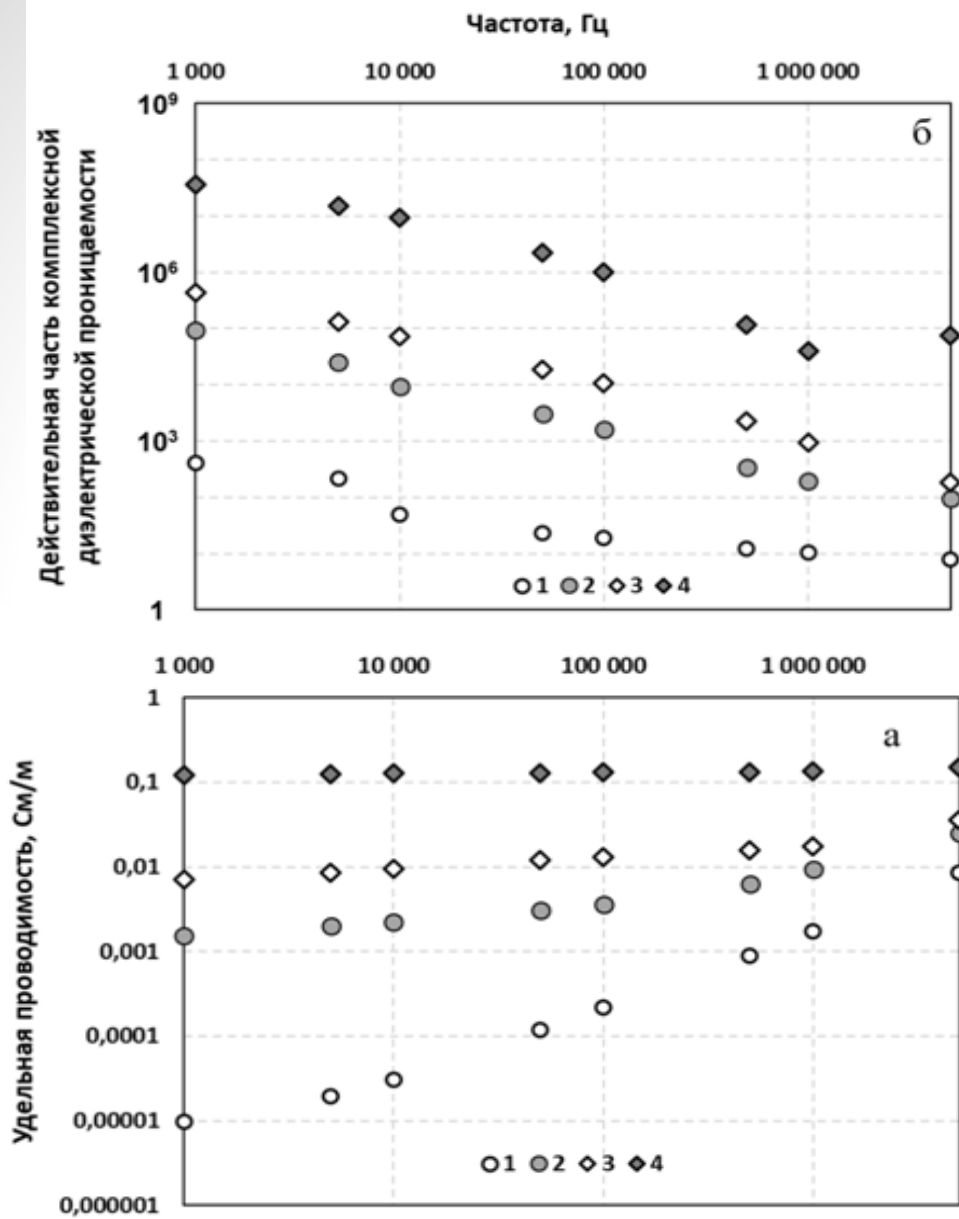 Частота, Гц
1 000 10 000 100 000 1 000 000
б
10⁹
10⁶
10³
1
Действительная часть компплексной
диэлектрической проницаемости
1 2 3 4
1 000 10 000 100 000 1 000 000
а
1
0,1
0,01
0,001
0,0001
0,00001
0,000001
Удельная проводимость, См/м
1 2 3 4